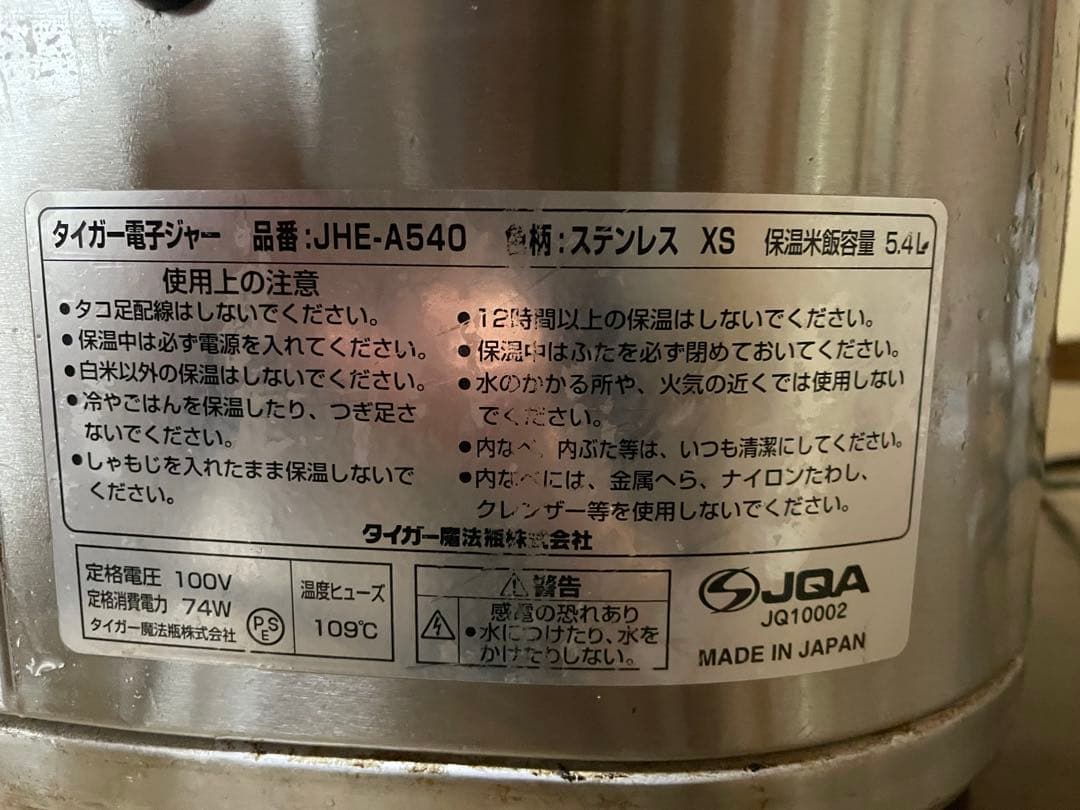 タイガー電子ジャー 品番:JHE-A540 色柄:ステンレス XS 保温米飯容量 5.4L
使用上の注意
●タコ足配線はしないでください。
●保温中は必ず電源を入れてください。
●白米以外の保温はしないでください。
●冷やごはんを保温したり、つぎ足さ
ないでください。
●しゃもじを入れたまま保温しないで
ください。
●12時間以上の保温はしないでください。
●保温中はふたを必ず閉めておいてください。
●水のかかる所や、火気の近くでは使用しない
でください。
●内なべ、内ぶた等は、いつも清潔にしてください。
●内なべには、金属へら、ナイロンたわし、
クレンザー等を使用しないでください。
タイガー魔法瓶株式会社
定格電圧 100V
定格消費電力 74W
タイガー魔法瓶株式会社
PSE
温度ヒューズ
109℃
⚠警告
感電の恐れあり
●水につけたり、水を
かけたりしない。
JQA
JQ10002
MADE IN JAPAN